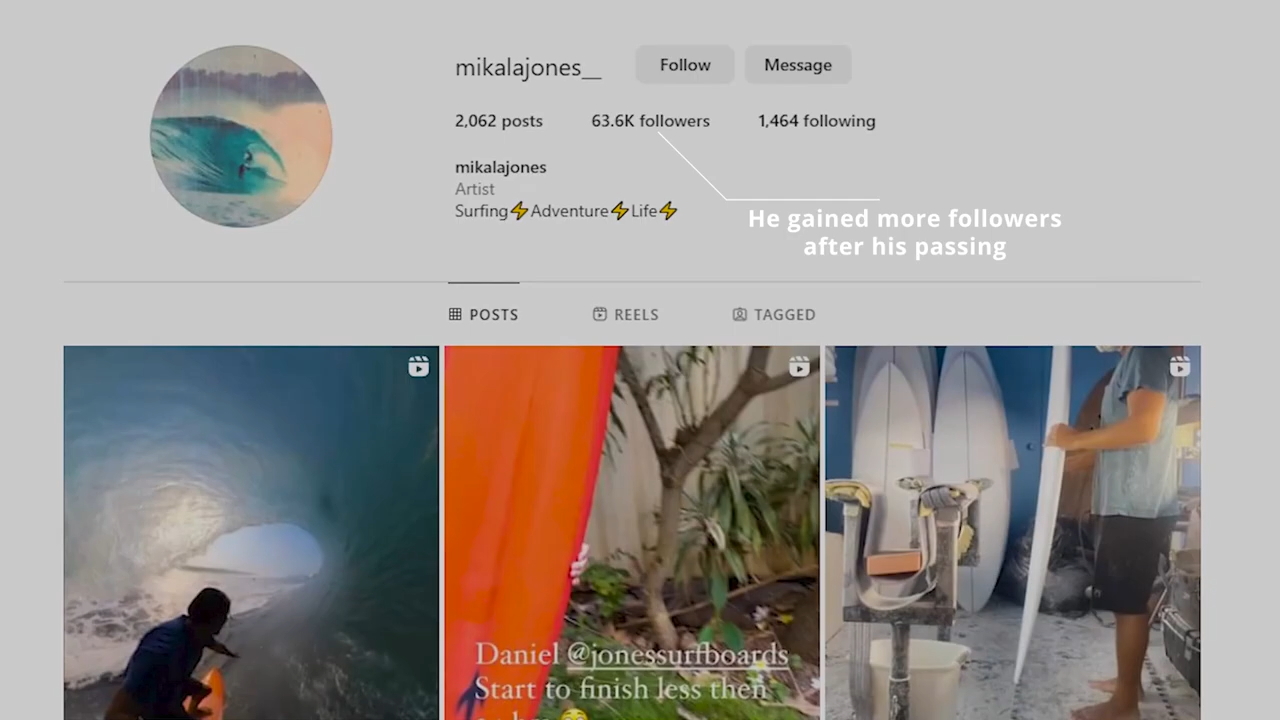 mikalajones__
Follow
Message
2,062 posts
63.6K followers
1,464 following
mikalajones
Artist
Surfing⚡Adventure⚡Life⚡
He gained more followers
after his passing
POSTS
REELS
TAGGED
Daniel @jonessurfboards
Start to finish less then